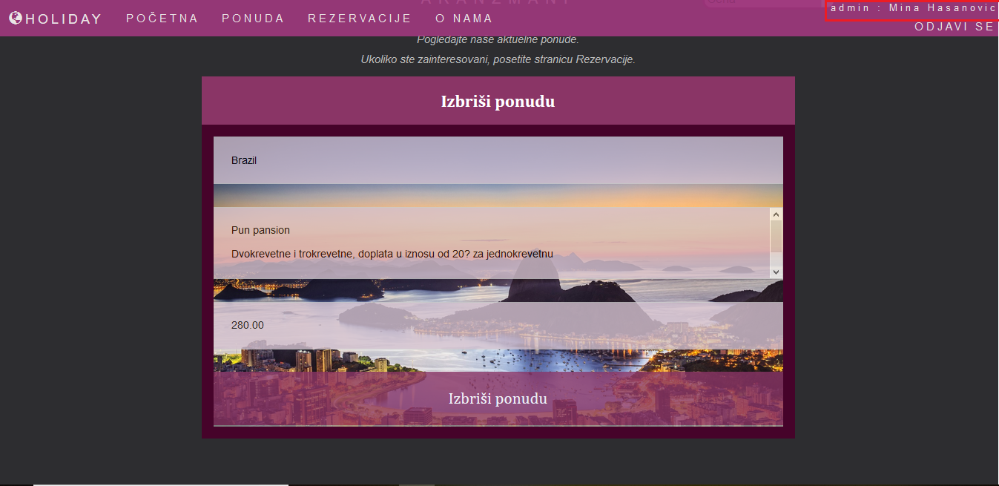 HOLIDAY POČETNA PONUDA REZERVACIJE O NAMA
admin : Mina Hasanovic
ODJAVI SE
ARANŽMANI
Pogledajte naše aktuelne ponude.
Ukoliko ste zainteresovani, posetite stranicu Rezervacije.
Izbriši ponudu
Brazil
Pun pansion
Dvokrevetne i trokrevetne, doplata u iznosu od 20? za jednokrevetnu
280.00
Izbriši ponudu